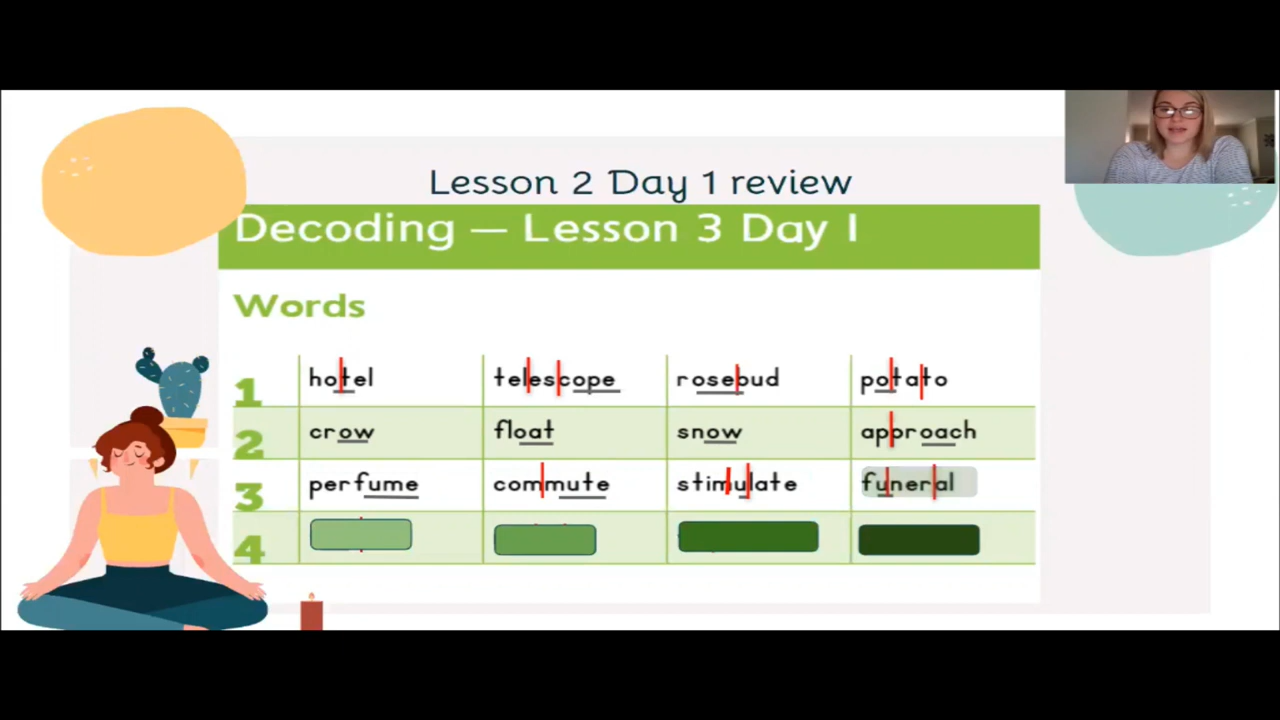 Lesson 2 Day 1 review
Decoding — Lesson 3 Day 1
Words
1 hotel telescope rosebud potato
2 crow float snow approach
3 perfume commute stimulate funeral
4